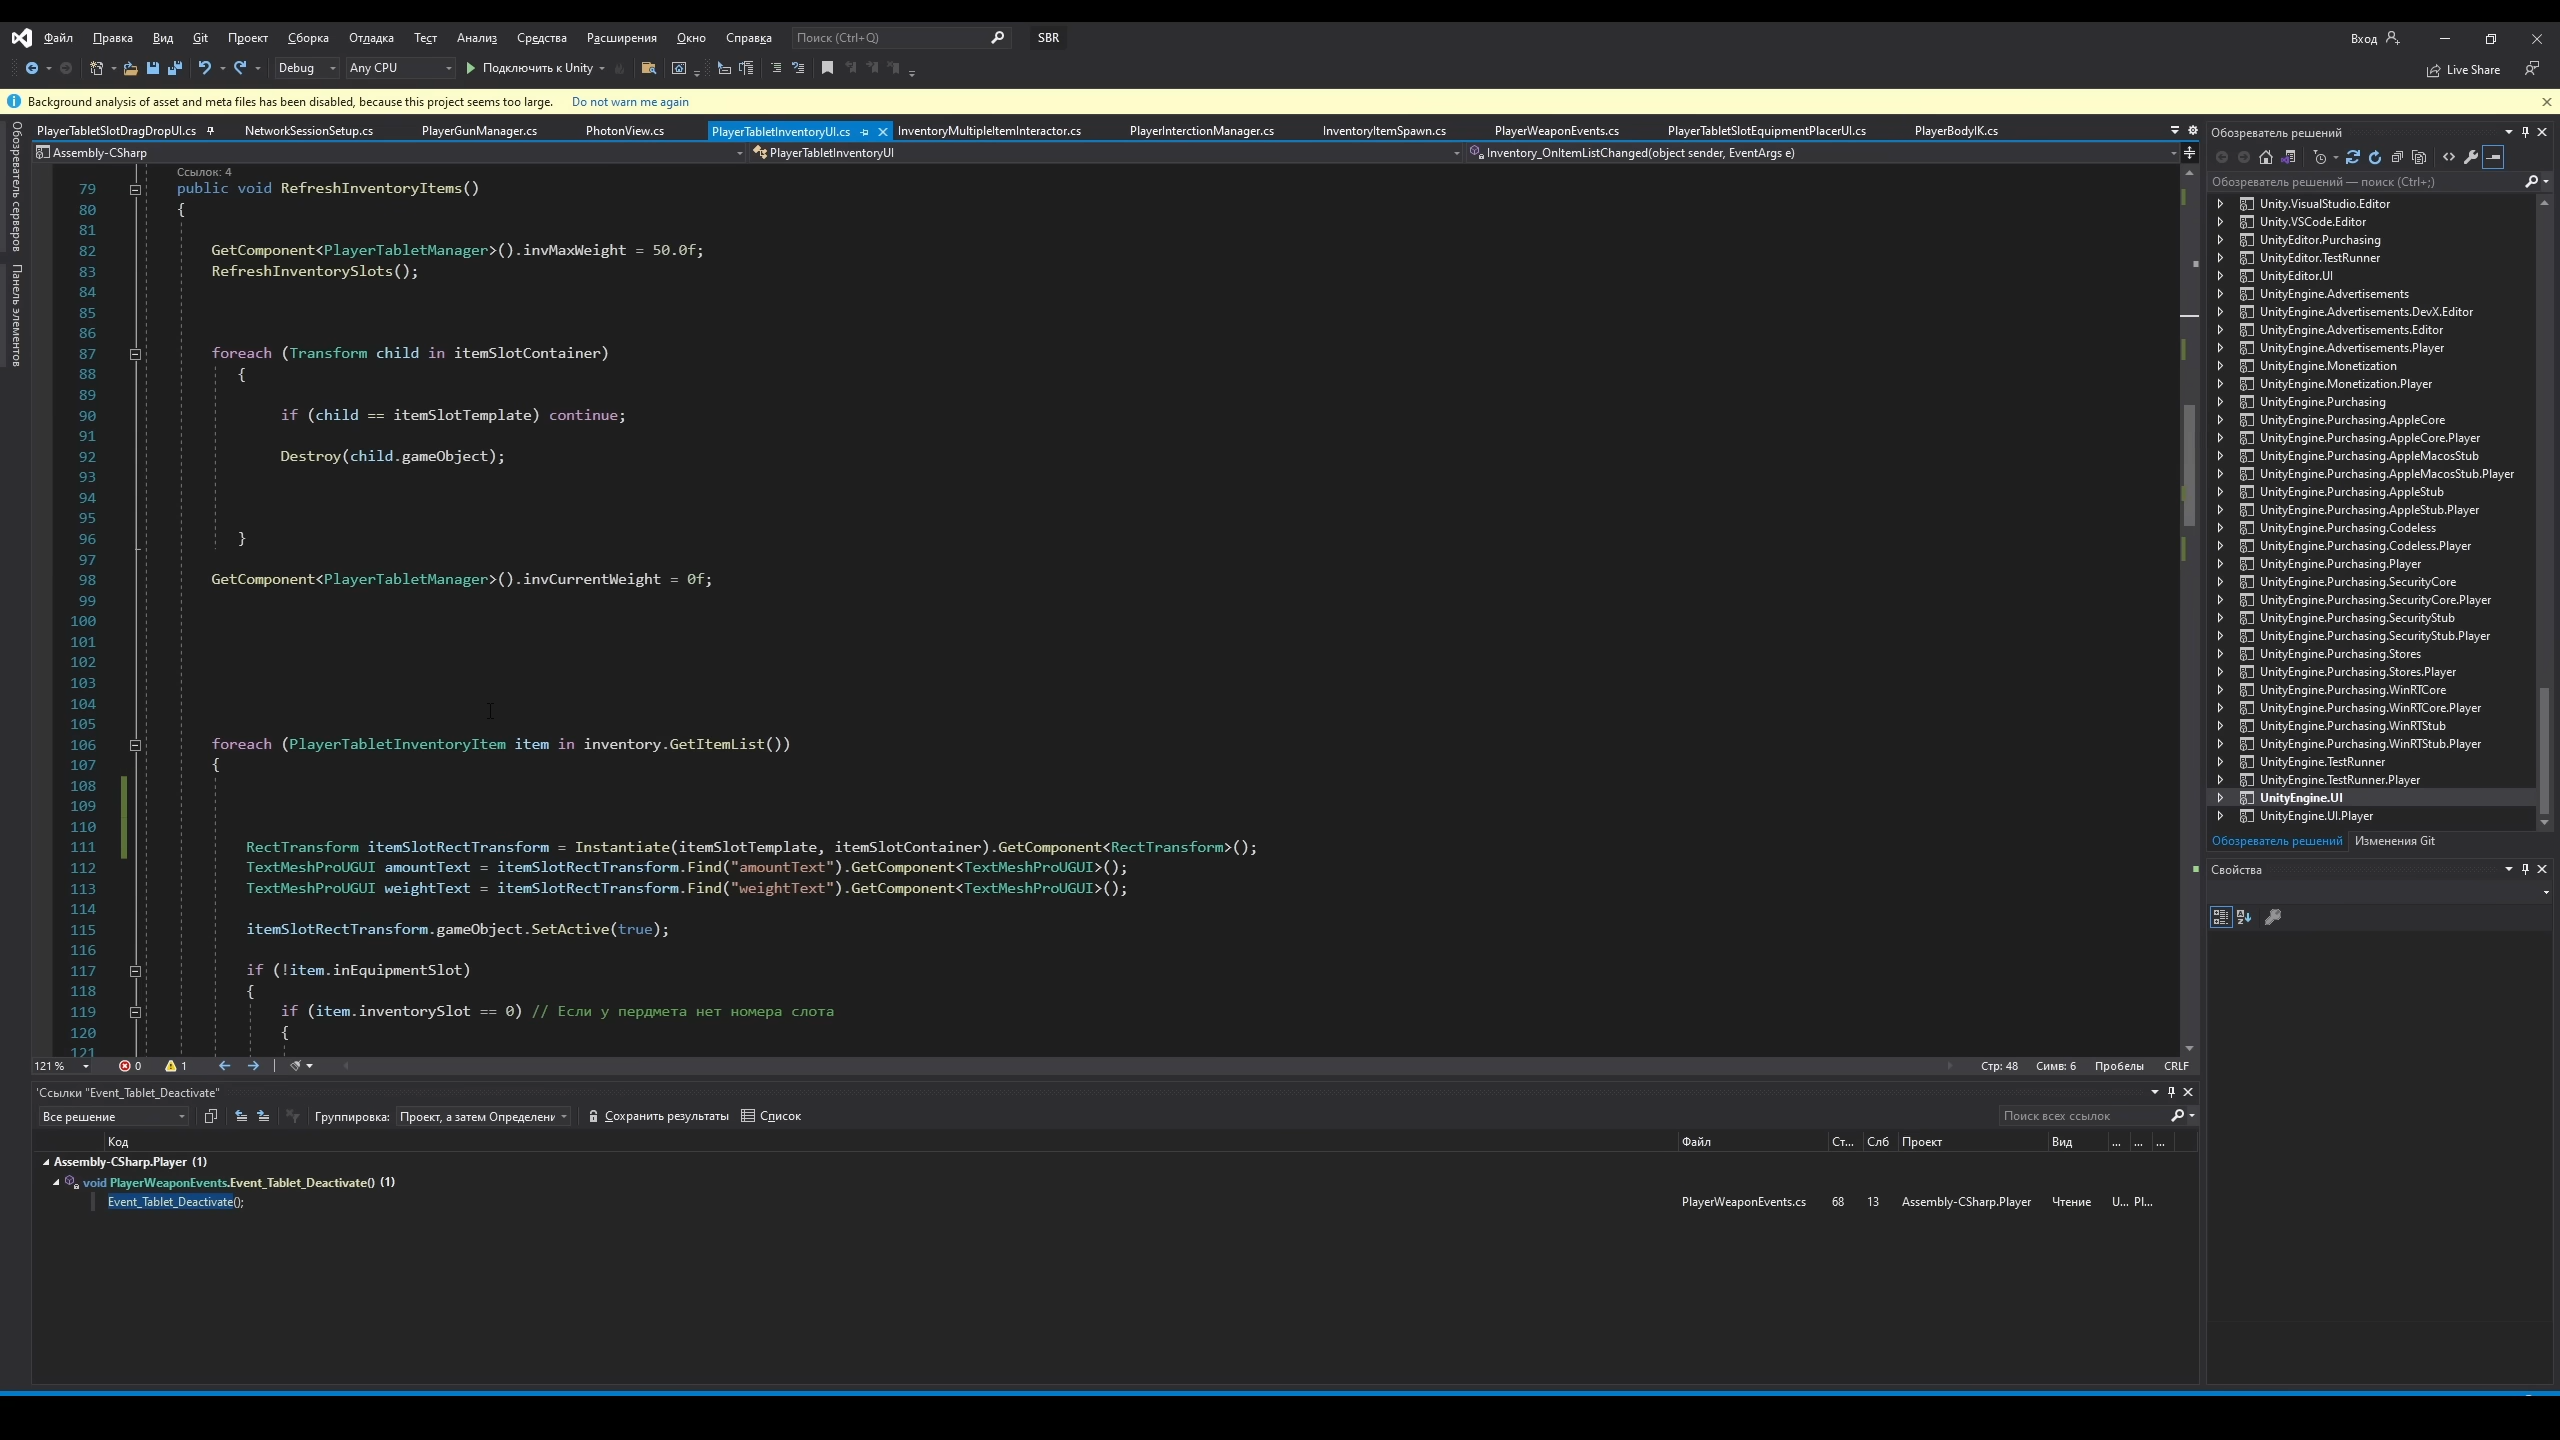 Файл Правка Вид Git Проект Сборка Отладка Тест Анализ Средства Расширения Окно Справка Поиск (Ctrl+Q) SBR Вход
Debug Any CPU Подключить к Unity Live Share
Background analysis of asset and meta files has been disabled, because this project seems too large. Do not warn me again
Обозреватель серверов
Панель элементов
PlayerTabletSlotDragDropUI.cs NetworkSessionSetup.cs PlayerGunManager.cs PhotonView.cs PlayerTabletInventoryUI.cs InventoryMultipleItemInteractor.cs PlayerInterctionManager.cs InventoryItemSpawn.cs PlayerWeaponEvents.cs PlayerTabletSlotEquipmentPlacerUI.cs PlayerBodyIK.cs
Assembly-CSharp PlayerTabletInventoryUI Inventory_OnItemListChanged(object sender, EventArgs e)
Ссылок: 4
79 public void RefreshInventoryItems()
80 {
81
82 GetComponent<PlayerTabletManager>().invMaxWeight = 50.0f;
83 RefreshInventorySlots();
84
85
86
87 foreach (Transform child in itemSlotContainer)
88 {
89
90 if (child == itemSlotTemplate) continue;
91
92 Destroy(child.gameObject);
93
94
95
96 }
97
98 GetComponent<PlayerTabletManager>().invCurrentWeight = 0f;
99
100
101
102
103
104
105
106 foreach (PlayerTabletInventoryItem item in inventory.GetItemList())
107 {
108
109
110
111 RectTransform itemSlotRectTransform = Instantiate(itemSlotTemplate, itemSlotContainer).GetComponent<RectTransform>();
112 TextMeshProUGUI amountText = itemSlotRectTransform.Find("amountText").GetComponent<TextMeshProUGUI>();
113 TextMeshProUGUI weightText = itemSlotRectTransform.Find("weightText").GetComponent<TextMeshProUGUI>();
114
115 itemSlotRectTransform.gameObject.SetActive(true);
116
117 if (!item.inEquipmentSlot)
118 {
119 if (item.inventorySlot == 0) // Если у пердмета нет номера слота
120 {
121
121 % 0 1 Стр: 48 Симв: 6 Пробелы CRLF
'Ссылки "Event_Tablet_Deactivate"
Все решение Группировка: Проект, а затем Определени Сохранить результаты Список Поиск всех ссылок
Код Файл Ст... Слб Проект Вид ... ... ...
Assembly-CSharp.Player (1)
void PlayerWeaponEvents.Event_Tablet_Deactivate() (1)
Event_Tablet_Deactivate(); PlayerWeaponEvents.cs 68 13 Assembly-CSharp.Player Чтение U... Pl...
Обозреватель решений
Обозреватель решений — поиск (Ctrl+;)
Unity.VisualStudio.Editor
Unity.VSCode.Editor
UnityEditor.Purchasing
UnityEditor.TestRunner
UnityEditor.UI
UnityEngine.Advertisements
UnityEngine.Advertisements.DevX.Editor
UnityEngine.Advertisements.Editor
UnityEngine.Advertisements.Player
UnityEngine.Monetization
UnityEngine.Monetization.Player
UnityEngine.Purchasing
UnityEngine.Purchasing.AppleCore
UnityEngine.Purchasing.AppleCore.Player
UnityEngine.Purchasing.AppleMacosStub
UnityEngine.Purchasing.AppleMacosStub.Player
UnityEngine.Purchasing.AppleStub
UnityEngine.Purchasing.AppleStub.Player
UnityEngine.Purchasing.Codeless
UnityEngine.Purchasing.Codeless.Player
UnityEngine.Purchasing.Player
UnityEngine.Purchasing.SecurityCore
UnityEngine.Purchasing.SecurityCore.Player
UnityEngine.Purchasing.SecurityStub
UnityEngine.Purchasing.SecurityStub.Player
UnityEngine.Purchasing.Stores
UnityEngine.Purchasing.Stores.Player
UnityEngine.Purchasing.WinRTCore
UnityEngine.Purchasing.WinRTCore.Player
UnityEngine.Purchasing.WinRTStub
UnityEngine.Purchasing.WinRTStub.Player
UnityEngine.TestRunner
UnityEngine.TestRunner.Player
UnityEngine.UI
UnityEngine.UI.Player
Обозреватель решений Изменения Git
Свойства